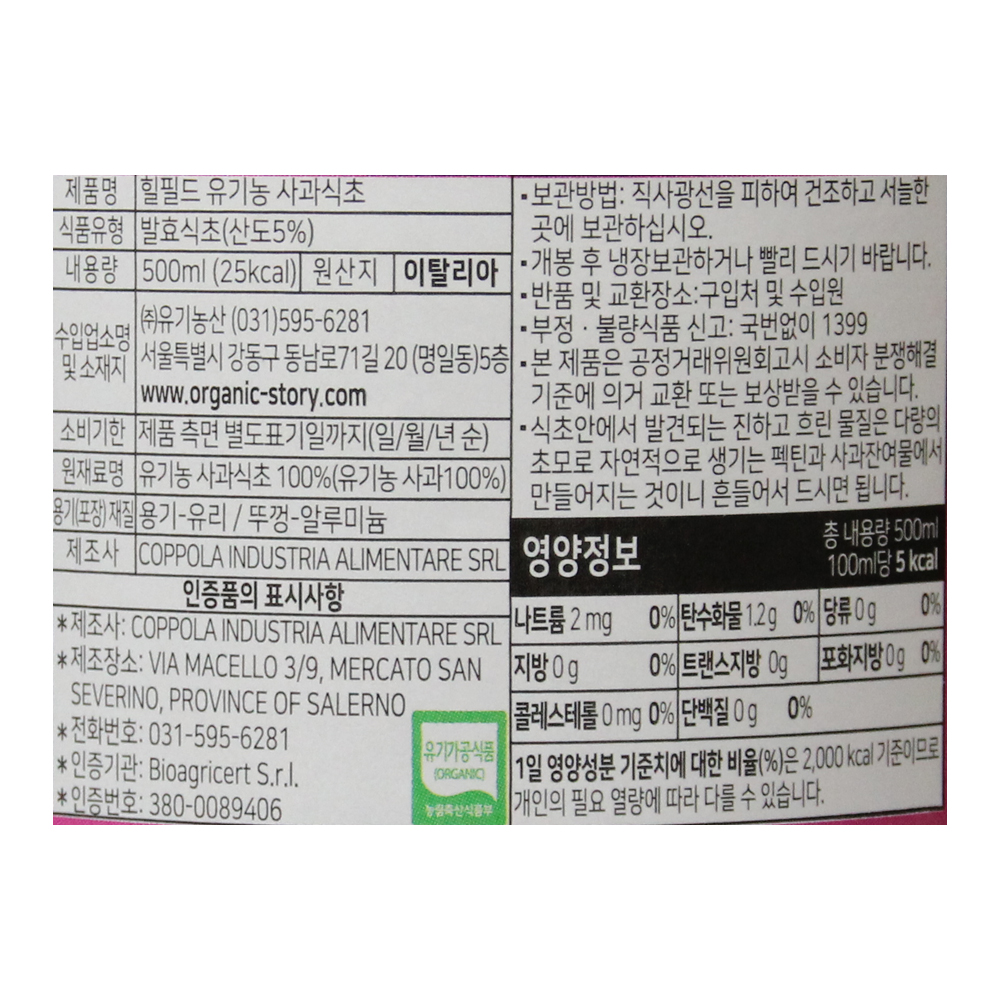 제품명 힐필드 유기농 사과식초
식품유형 발효식초(산도5%)
내용량 500ml (25kcal) 원산지 이탈리아
수입업소명 및 소재지
㈜유기농산 (031)595-6281
서울특별시 강동구 동남로71길 20 (명일동)5층
www.organic-story.com
소비기한 제품 측면 별도표기일까지(일/월/년 순)
원재료명 유기농 사과식초 100%(유기농 사과100%)
용기(포장)재질 용기-유리 / 뚜껑-알루미늄
제조사 COPPOLA INDUSTRIA ALIMENTARE SRL
인증품의 표시사항
*제조사: COPPOLA INDUSTRIA ALIMENTARE SRL
*제조장소: VIA MACELLO 3/9, MERCATO SAN
SEVERINO, PROVINCE OF SALERNO
*전화번호: 031-595-6281
*인증기관: Bioagricert S.r.l.
*인증번호: 380-0089406
유기가공식품
(ORGANIC)
농림축산식품부
▪보관방법: 직사광선을 피하여 건조하고 서늘한
곳에 보관하십시오.
▪개봉 후 냉장보관하거나 빨리 드시기 바랍니다.
▪반품 및 교환장소:구입처 및 수입원
▪부정 · 불량식품 신고: 국번없이 1399
▪본 제품은 공정거래위원회고시 소비자 분쟁해결
기준에 의거 교환 또는 보상받을 수 있습니다.
▪식초안에서 발견되는 진하고 흐린 물질은 다량의
초모로 자연적으로 생기는 펙틴과 사과잔여물에서
만들어지는 것이니 흔들어서 드시면 됩니다.
영양정보
총 내용량 500ml
100ml당 5 kcal
나트륨 2 mg 0% 탄수화물 1.2g 0% 당류 0 g 0%
지방 0 g 0% 트랜스지방 0g 포화지방 0 g 0%
콜레스테롤 0 mg 0% 단백질 0 g 0%
1일 영양성분 기준치에 대한 비율(%)은 2,000 kcal 기준이므로
개인의 필요 열량에 따라 다를 수 있습니다.